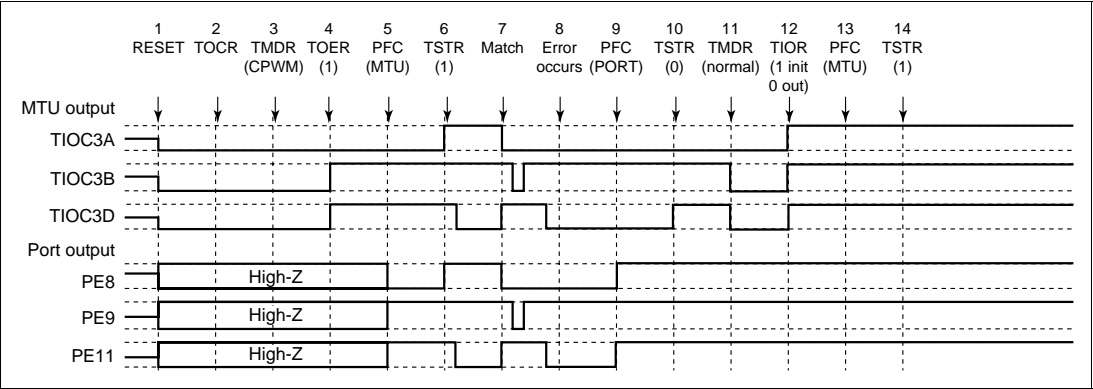 1 2 3 4 5 6 7 8 9 10 11 12 13 14
RESET TOCR TMDR TOER PFC TSTR Match Error PFC TSTR TMDR TIOR PFC TSTR
(CPWM) (1) (MTU) (1) occurs (PORT) (0) (normal) (1 init (MTU) (1)
0 out)
MTU output
TIOC3A
TIOC3B
TIOC3D
Port output
PE8 High-Z
PE9 High-Z
PE11 High-Z